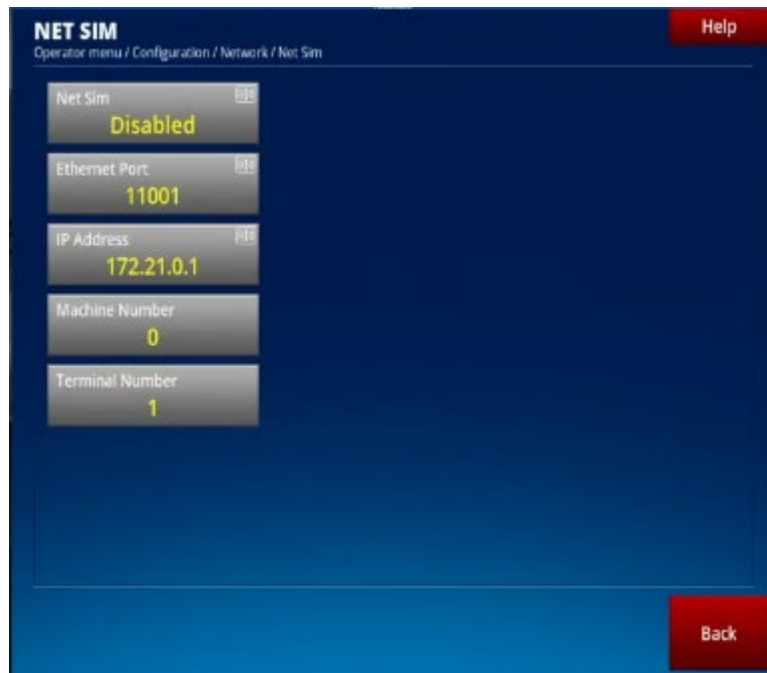 NET SIM
Help
Operator menu / Configuration / Network / Net Sim
Net Sim
Disabled
Ethernet Port
11001
IP Address
172.21.0.1
Machine Number
0
Terminal Number
1
Back